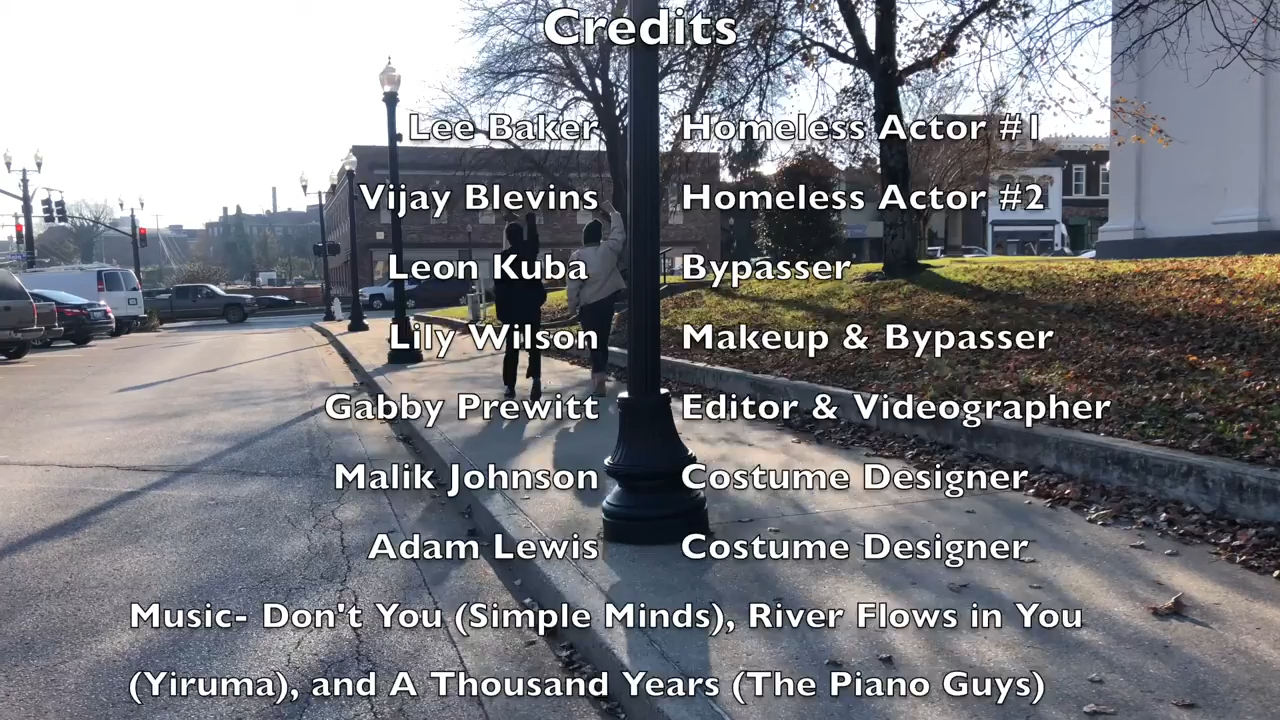 Credits
Lee Baker Homeless Actor #1
Vijay Blevins Homeless Actor #2
Leon Kuba Bypasser
Lily Wilson Makeup & Bypasser
Gabby Prewitt Editor & Videographer
Malik Johnson Costume Designer
Adam Lewis Costume Designer
Music- Don't You (Simple Minds), River Flows in You
(Yiruma), and A Thousand Years (The Piano Guys)